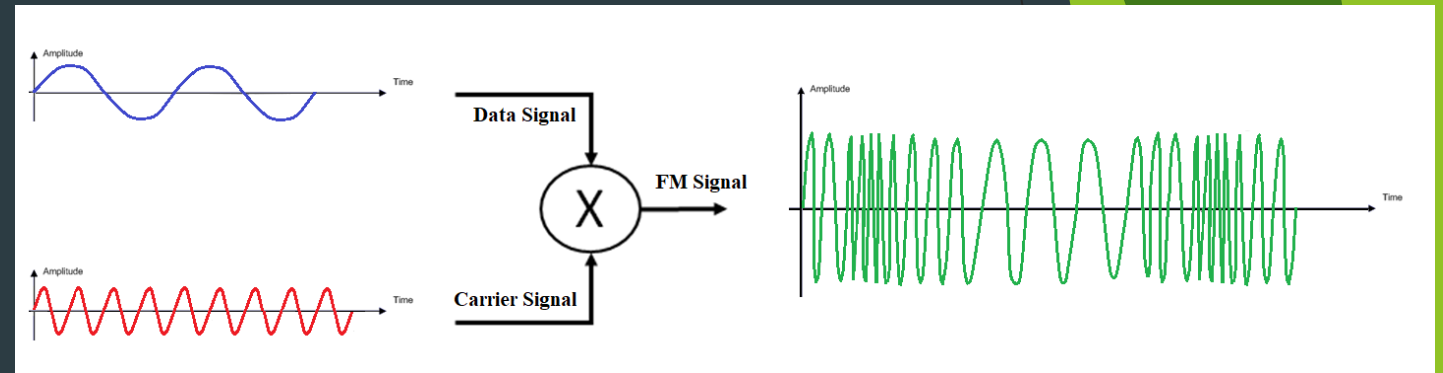 Amplitude
Time
Data Signal
X
FM Signal
Amplitude
Time
Carrier Signal
Amplitude
Time